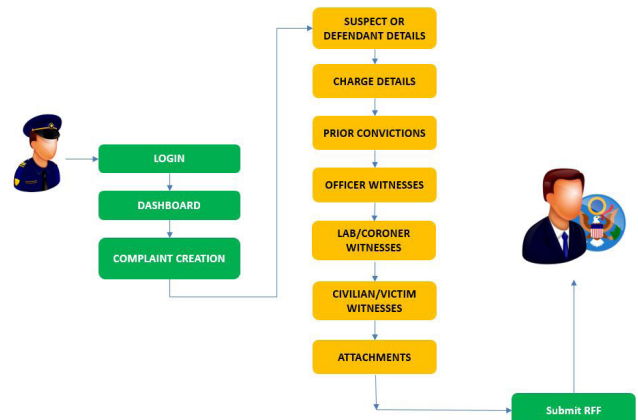 LOGIN
DASHBOARD
COMPLAINT CREATION
SUSPECT OR
DEFENDANT DETAILS
CHARGE DETAILS
PRIOR CONVICTIONS
OFFICER WITNESSES
LAB/CORONER
WITNESSES
CIVILIAN/VICTIM
WITNESSES
ATTACHMENTS
Submit RFF